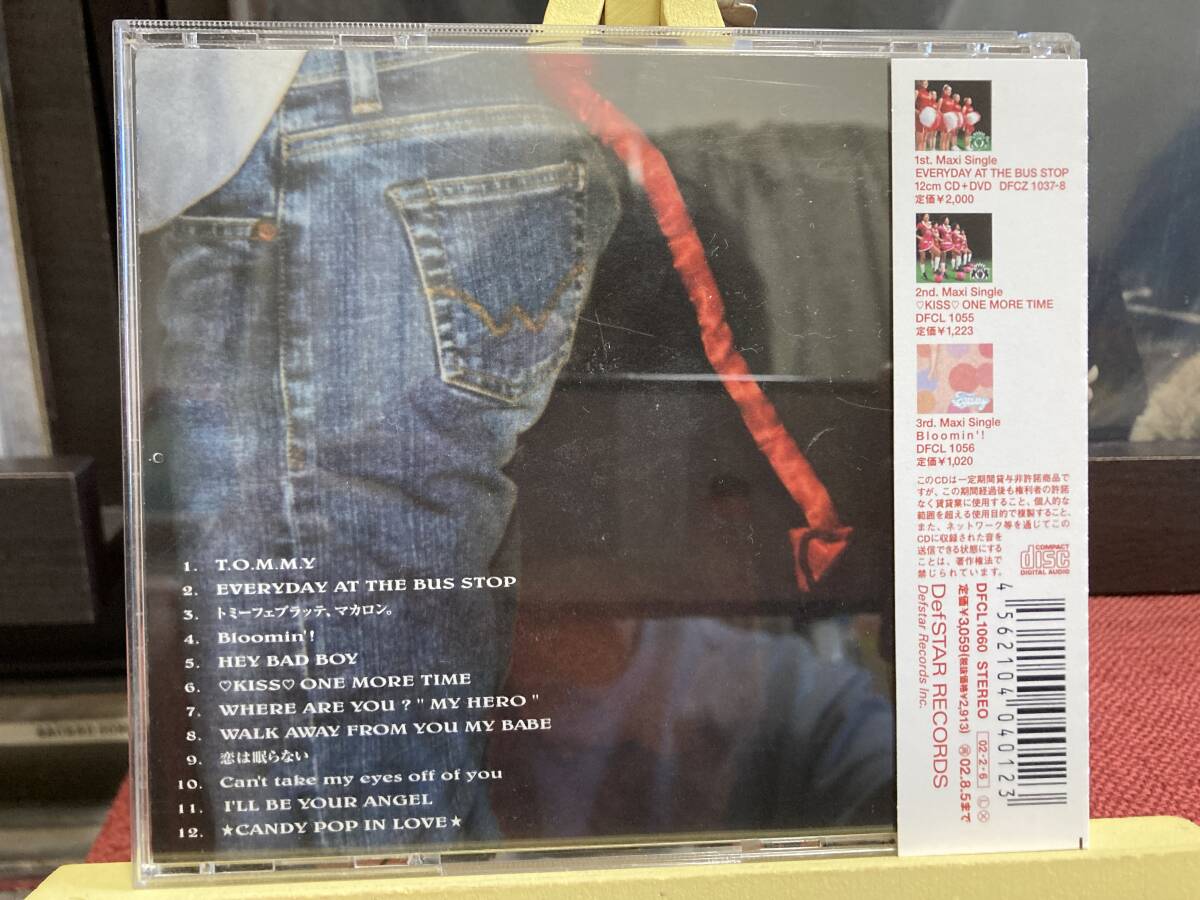 1. T.O.M.M.Y
2. EVERYDAY AT THE BUS STOP
3. トミーフェブラッテ、マカロン。
4. Bloomin'!
5. HEY BAD BOY
6. ♡KISS♡ ONE MORE TIME
7. WHERE ARE YOU ? " MY HERO "
8. WALK AWAY FROM YOU MY BABE
9. 恋は眠らない
10. Can't take my eyes off of you
11. I'LL BE YOUR ANGEL
12. ★CANDY POP IN LOVE★
1st. Maxi Single
EVERYDAY AT THE BUS STOP
12cm CD+DVD DFCZ 1037-8
定価¥2,000
2nd. Maxi Single
♡KISS♡ ONE MORE TIME
DFCL 1055
定価¥1,223
3rd. Maxi Single
Bloomin'!
DFCL 1056
定価¥1,020
このCDは一定期間貸与非許諾商品で
すが、この期間経過後も権利者の許諾
なく賃貸業に使用すること、個人的な
範囲を超える使用目的で複製すること、
また、ネットワーク等を通じてこの
CDに収録された音を
送信できる状態にする
ことは、著作権法で
禁じられています。
COMPACT
disc
DIGITAL AUDIO
4 562104 040123
DFCL 1060 STEREO
02・2・6
定価¥3,059(税抜価格¥2,913) 02.8.5まで
DefSTAR RECORDS
Defstar Records Inc.